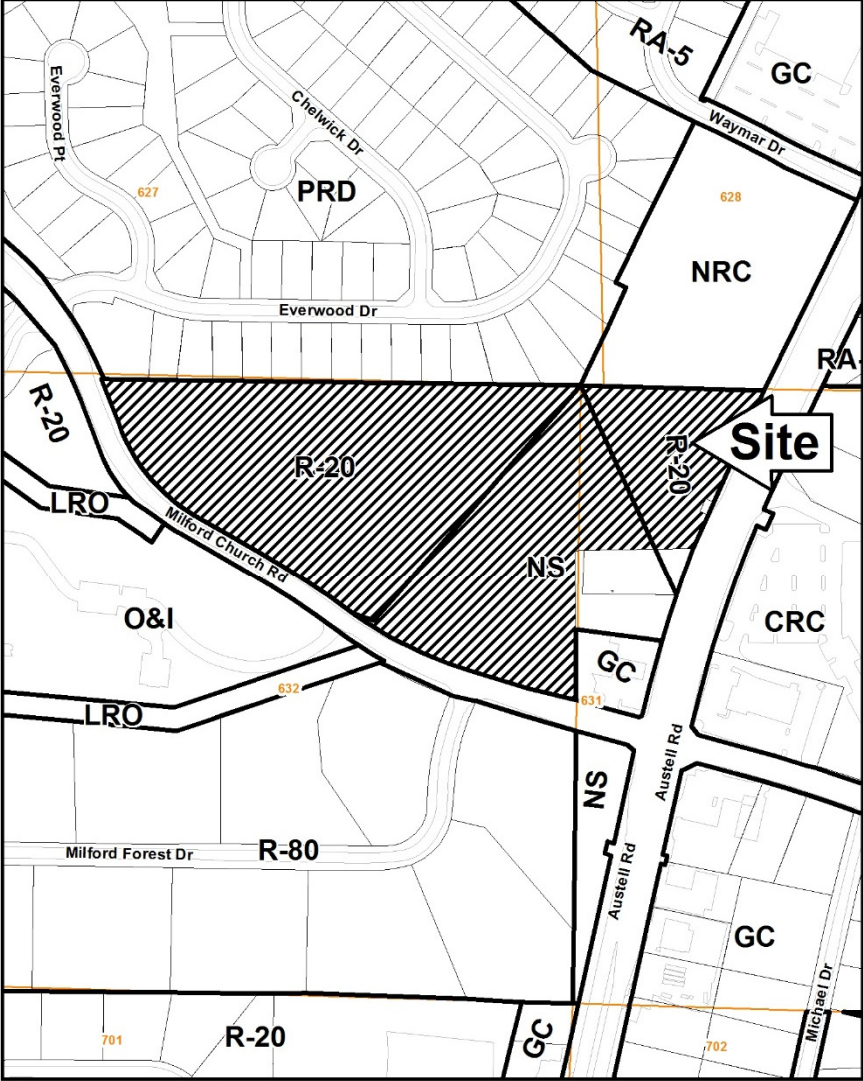 RA-5
GC
Everwood Pt
Chelwick Dr
Waymar Dr
627
PRD
628
NRC
Everwood Dr
RA
R-20
R-20
R-20
Site
LRO
Milford Church Rd
NS
O&I
CRC
GC
632
631
LRO
Austell Rd
NS
Milford Forest Dr
R-80
Austell Rd
GC
Michael Dr
701
R-20
GC
702